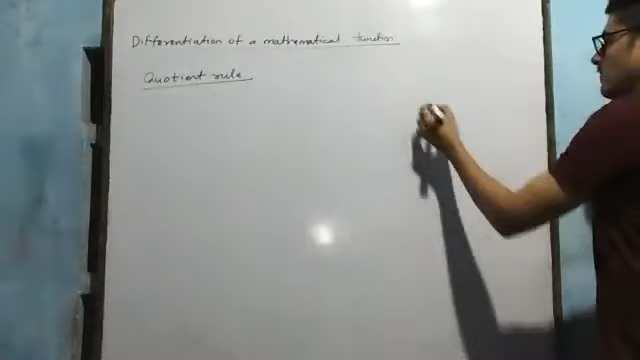 Differentiation of a mathematical function
Quotient rule